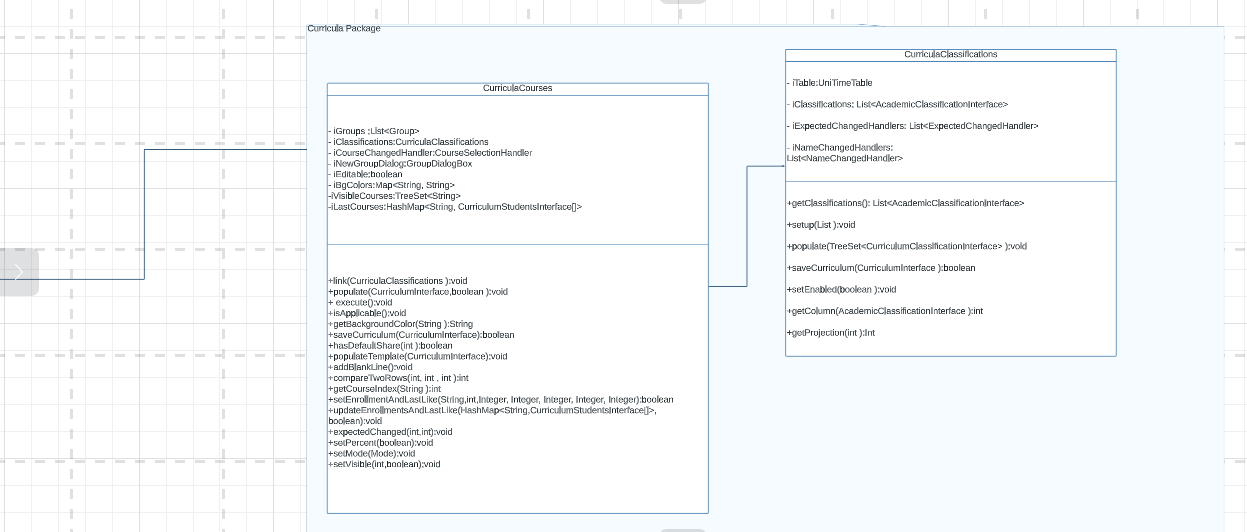 Curricula Package
CurriculaCourses
- iGroups ;List<Group>
- iClassifications:CurriculaClassifications
- iCourseChangedHandler:CourseSelectionHandler
- iNewGroupDialog:GroupDialogBox
- iEditable:boolean
- iBgColors:Map<String, String>
-iVisibleCourses:TreeSet<String>
-iLastCourses:HashMap<String, CurriculumStudentsInterface[]>
+link(CurriculaClassifications ):void
+populate(CurriculumInterface,boolean ):void
+ execute():void
+isApplicable():void
+getBackgroundColor(String ):String
+saveCurriculum(CurriculumInterface):boolean
+hasDefaultShare(int ):boolean
+populateTemplate(CurriculumInterface):void
+addBlankLine():void
+compareTwoRows(int, int , int ):int
+getCourseIndex(String ):int
+setEnrollmentAndLastLike(String,int,Integer, Integer, Integer, Integer, Integer):boolean
+updateEnrollmentsAndLastLike(HashMap<String,CurriculumStudentsInterface[]>,
boolean):void
+expectedChanged(int,int):void
+setPercent(boolean):void
+setMode(Mode):void
+setVisible(int,boolean);void
CurriculaClassifications
- iTable:UniTimeTable
- iClassifications: List<AcademicClassificationInterface>
- iExpectedChangedHandlers: List<ExpectedChangedHandler>
- iNameChangedHandlers:
List<NameChangedHandler>
+getClassifications(): List<AcademicClassificationInterface>
+setup(List ):void
+populate(TreeSet<CurriculumClassificationInterface> );void
+saveCurriculum(CurriculumInterface ):boolean
+setEnabled(boolean ):void
+getColumn(AcademicClassificationInterface ):int
+getProjection(int ):Int